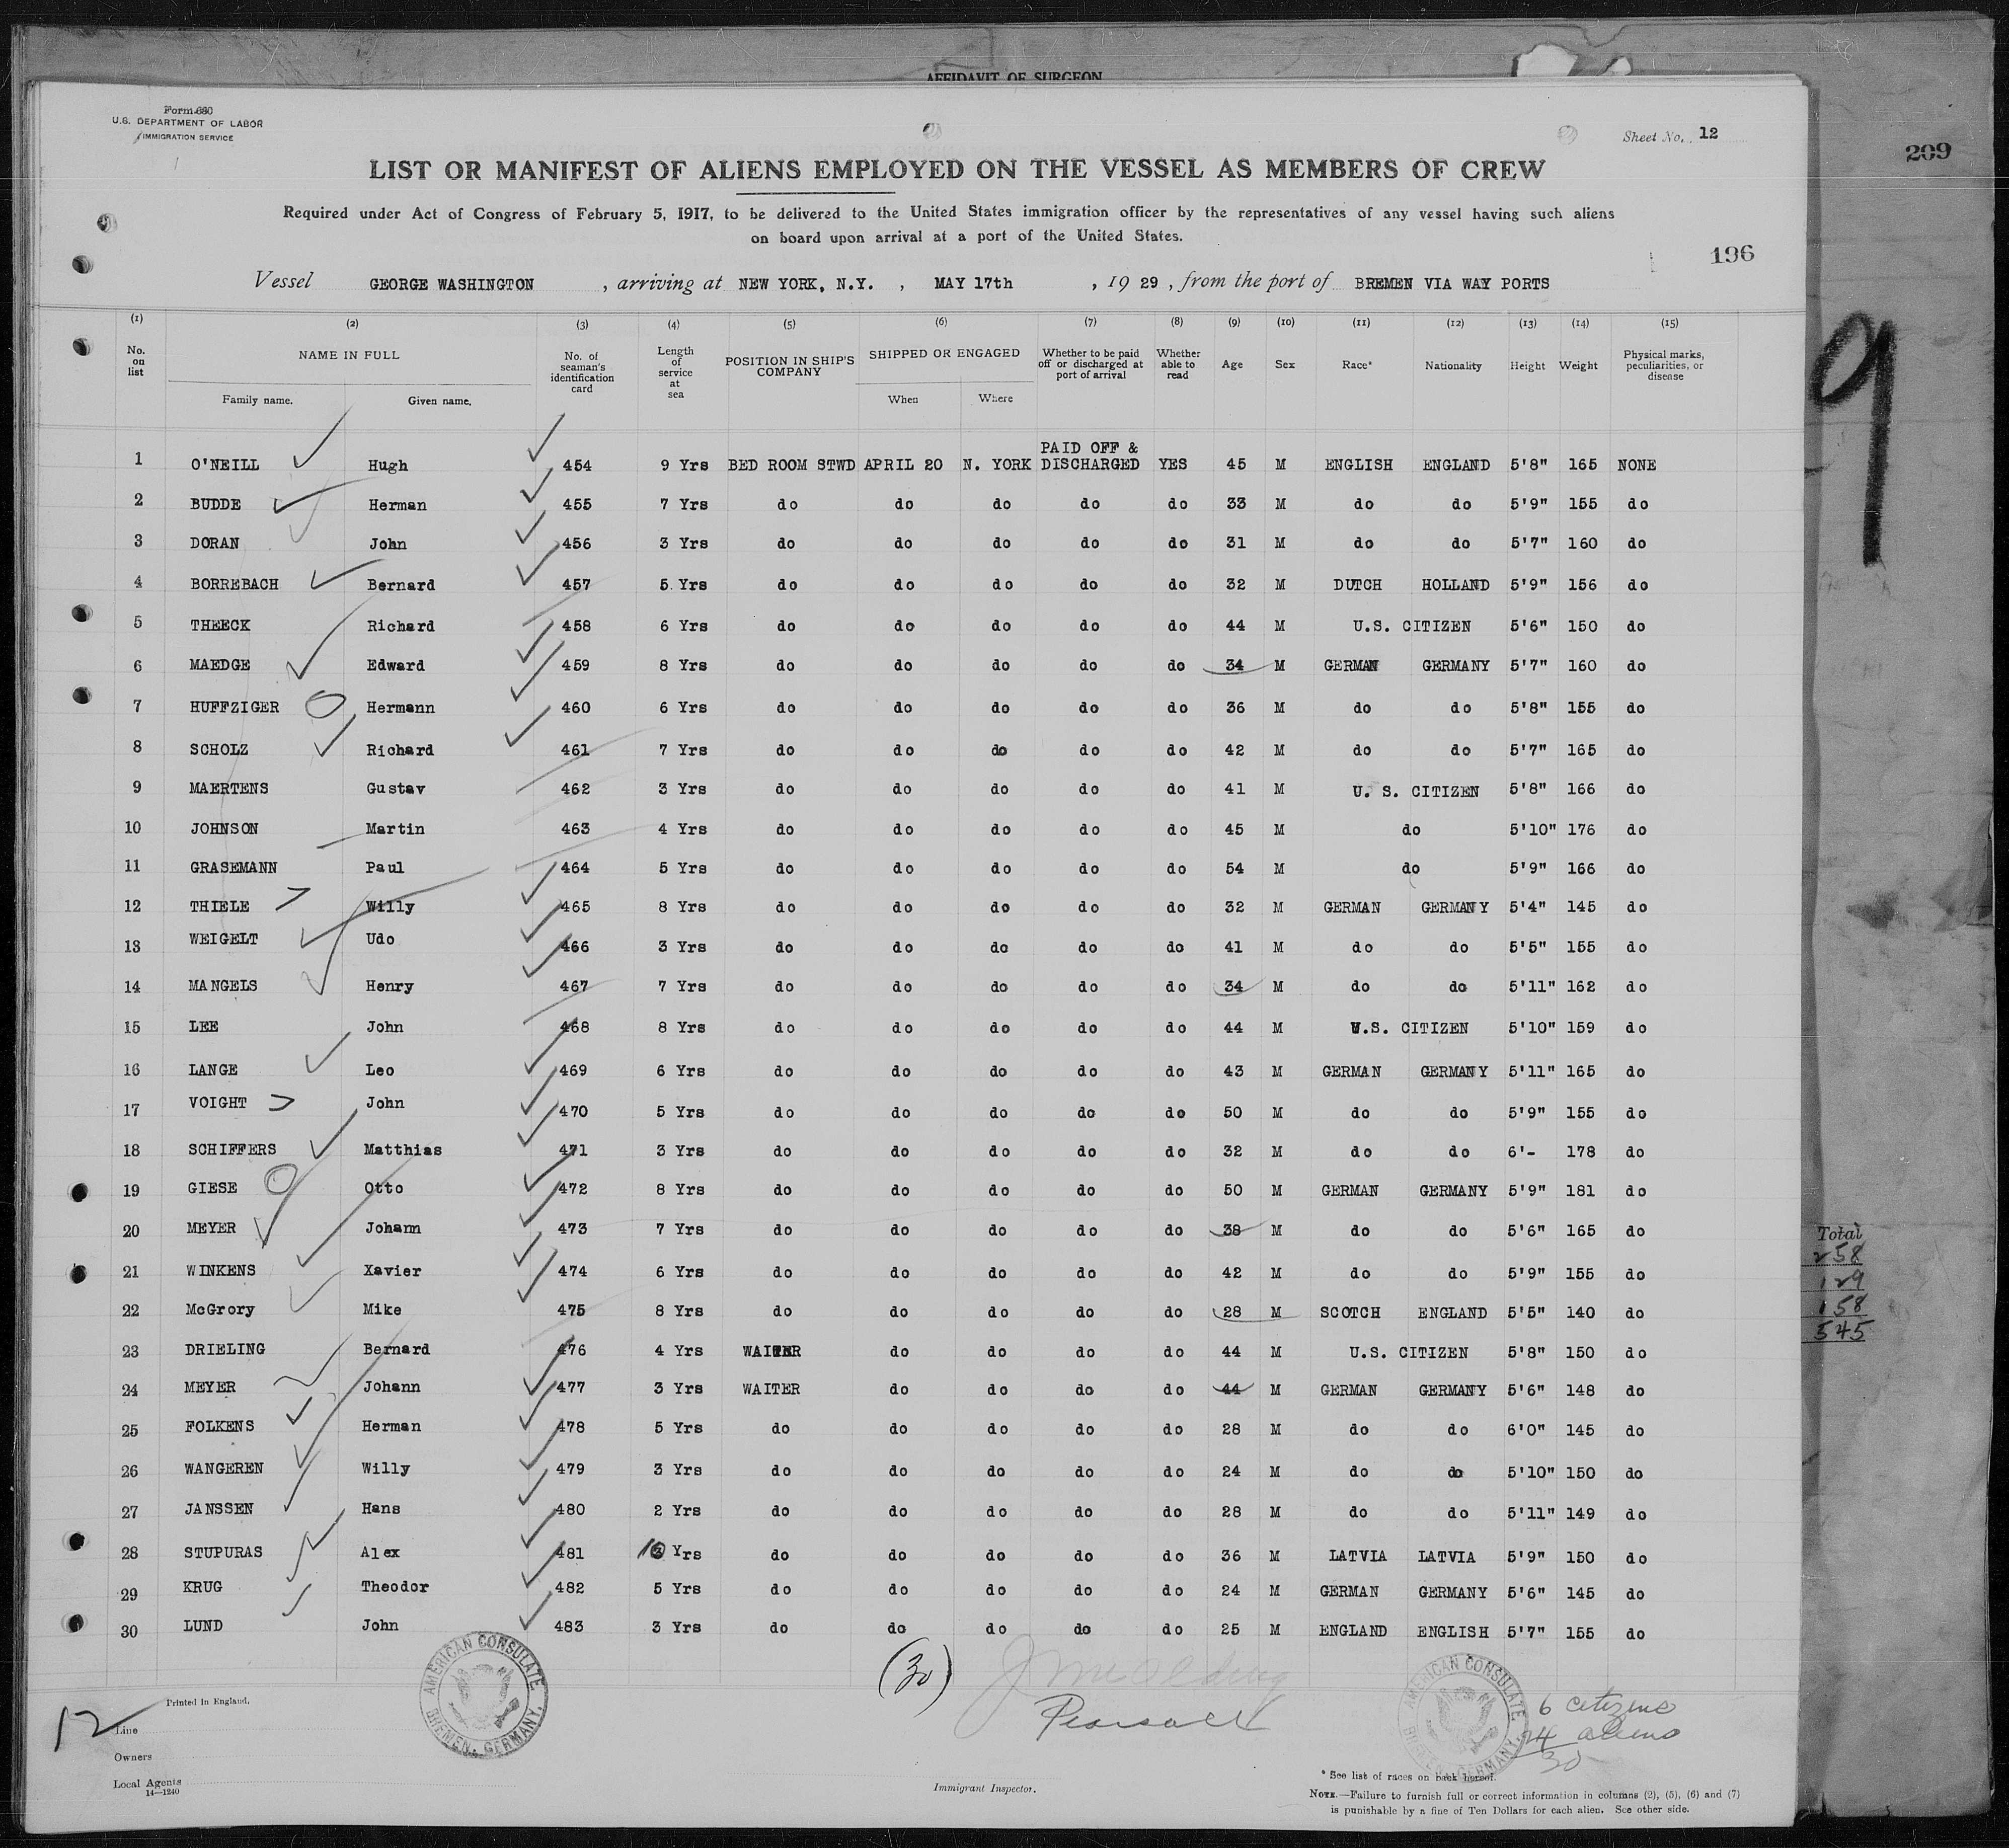 AFFIDAVIT OF SURGEON
Form 680
U.S. DEPARTMENT OF LABOR
IMMIGRATION SERVICE
Sheet No. 12
209
LIST OR MANIFEST OF ALIENS EMPLOYED ON THE VESSEL AS MEMBERS OF CREW
Required under Act of Congress of February 5, 1917, to be delivered to the United States immigration officer by the representatives of any vessel having such aliens
on board upon arrival at a port of the United States.
196
Vessel GEORGE WASHINGTON , arriving at NEW YORK, N.Y. , MAY 17th , 19 29 , from the port of BREMEN VIA WAY PORTS
9
(1) (2) (3) (4) (5) (6) (7) (8) (9) (10) (11) (12) (13) (14) (15)
No. on list NAME IN FULL Family name. Given name. No. of seaman's identification card Length of service at sea POSITION IN SHIP'S COMPANY SHIPPED OR ENGAGED When Where Whether to be paid off or discharged at port of arrival Whether able to read Age Sex Race* Nationality Height Weight Physical marks, peculiarities, or disease
1 O'NEILL Hugh 454 9 Yrs BED ROOM STWD APRIL 20 N. YORK PAID OFF & DISCHARGED YES 45 M ENGLISH ENGLAND 5'8" 165 NONE
2 BUDDE Herman 455 7 Yrs do do do do do 33 M do do 5'9" 155 do
3 DORAN John 456 3 Yrs do do do do do 31 M do do 5'7" 160 do
4 BORREBACH Bernard 457 5 Yrs do do do do do 32 M DUTCH HOLLAND 5'9" 156 do
5 THEECK Richard 458 6 Yrs do do do do do 44 M U.S. CITIZEN 5'6" 150 do
6 MAEDGE Edward 459 8 Yrs do do do do do 34 M GERMAN GERMANY 5'7" 160 do
7 HUFFZIGER Hermann 460 6 Yrs do do do do do 36 M do do 5'8" 155 do
8 SCHOLZ Richard 461 7 Yrs do do do do do 42 M do do 5'7" 165 do
9 MAERTENS Gustav 462 3 Yrs do do do do do 41 M U. S. CITIZEN 5'8" 166 do
10 JOHNSON Martin 463 4 Yrs do do do do do 45 M do 5'10" 176 do
11 GRASEMANN Paul 464 5 Yrs do do do do do 54 M do 5'9" 166 do
12 THIELE Willy 465 8 Yrs do do do do do 32 M GERMAN GERMANY 5'4" 145 do
13 WEIGELT Udo 466 3 Yrs do do do do do 41 M do do 5'5" 155 do
14 MANGELS Henry 467 7 Yrs do do do do do 34 M do do 5'11" 162 do
15 LEE John 468 8 Yrs do do do do do 44 M U.S. CITIZEN 5'10" 159 do
16 LANGE Leo 469 6 Yrs do do do do do 43 M GERMAN GERMANY 5'11" 165 do
17 VOIGHT John 470 5 Yrs do do do do do 50 M do do 5'9" 155 do
18 SCHIFFERS Matthias 471 3 Yrs do do do do do 32 M do do 6'- 178 do
19 GIESE Otto 472 8 Yrs do do do do do 50 M GERMAN GERMANY 5'9" 181 do
20 MEYER Johann 473 7 Yrs do do do do do 38 M do do 5'6" 165 do
21 WINKENS Xavier 474 6 Yrs do do do do do 42 M do do 5'9" 155 do
22 McGrory Mike 475 8 Yrs do do do do do 28 M SCOTCH ENGLAND 5'5" 140 do
23 DRIELING Bernard 476 4 Yrs WAITER do do do do 44 M U.S. CITIZEN 5'8" 150 do
24 MEYER Johann 477 3 Yrs WAITER do do do do 44 M GERMAN GERMANY 5'6" 148 do
25 FOLKENS Herman 478 5 Yrs do do do do do 28 M do do 6'0" 145 do
26 WANGEREN Willy 479 3 Yrs do do do do do 24 M do do 5'10" 150 do
27 JANSSEN Hans 480 2 Yrs do do do do do 28 M do do 5'11" 149 do
28 STUPURAS Alex 481 Yrs do do do do do 36 M LATVIA LATVIA 5'9" 150 do
29 KRUG Theodor 482 5 Yrs do do do do do 24 M GERMAN GERMANY 5'6" 145 do
30 LUND John 483 3 Yrs do do do do do 25 M ENGLAND ENGLISH 5'7" 155 do
Total
258
129
158
545
(30)
AMERICAN CONSULATE
BREMEN, GERMANY.
AMERICAN CONSULATE
BREMEN, GERMANY.
6 citizens
24 aliens
30
12
Printed in England.
Line
Owners
Local Agents
14—1240
Immigrant Inspector.
* See list of races on back hereof.
NOTE.—Failure to furnish full or correct information in columns (2), (5), (6) and (7)
is punishable by a fine of Ten Dollars for each alien. See other side.